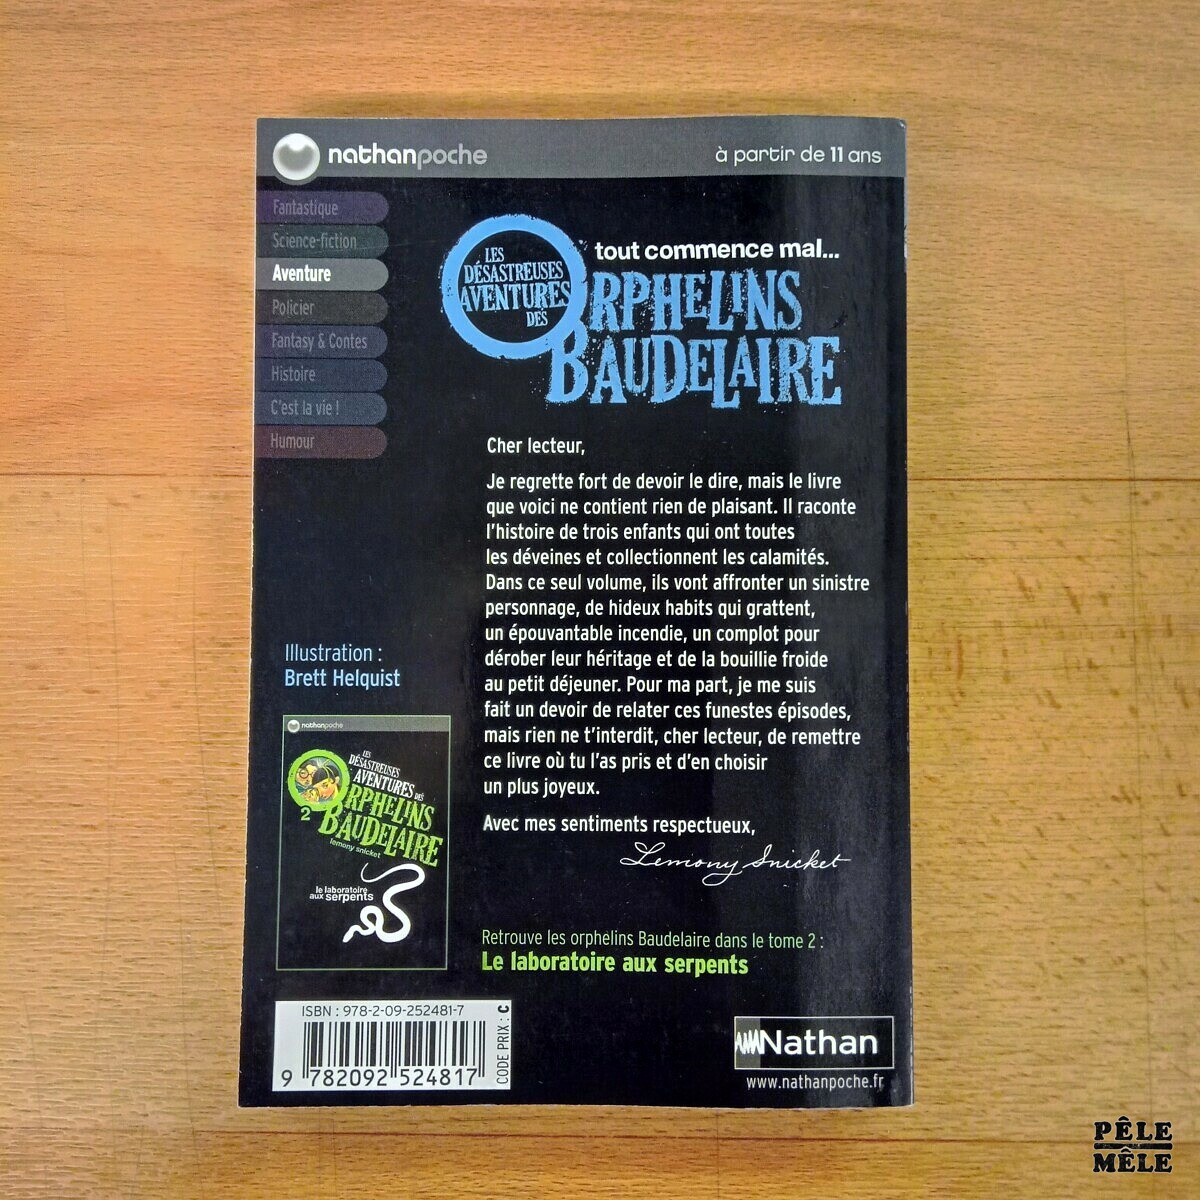 nathanpoche
à partir de 11 ans
Fantastique
Science-fiction
Aventure
Policier
Fantasy & Contes
Histoire
C'est la vie !
Humour
tout commence mal...
LES
DÉSASTREUSES
AVENTURES
DES
ORPHELINS
BAUDELAIRE
Cher lecteur,
Je regrette fort de devoir le dire, mais le livre
que voici ne contient rien de plaisant. Il raconte
l'histoire de trois enfants qui ont toutes
les déveines et collectionnent les calamités.
Dans ce seul volume, ils vont affronter un sinistre
personnage, de hideux habits qui grattent,
un épouvantable incendie, un complot pour
dérober leur héritage et de la bouillie froide
au petit déjeuner. Pour ma part, je me suis
fait un devoir de relater ces funestes épisodes,
mais rien ne t'interdit, cher lecteur, de remettre
ce livre où tu l'as pris et d'en choisir
un plus joyeux.
Avec mes sentiments respectueux,
Lemony Snicket
Illustration :
Brett Helquist
nathanpoche
LES
DÉSASTREUSES
AVENTURES DES
ORPHELINS
2 BAUDELAIRE
lemony snicket
le laboratoire
aux serpents
Retrouve les orphelins Baudelaire dans le tome 2 :
Le laboratoire aux serpents
ISBN : 978-2-09-252481-7
9 782092 524817
CODE PRIX : C
Nathan
www.nathanpoche.fr
PÊLE
MÊLE